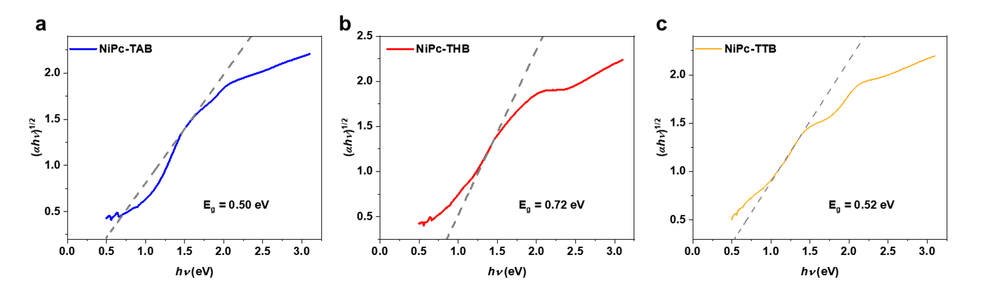 a
NiPc-TAB
2.0
1.5
1.0
0.5
(αhν)1/2
Eg = 0.50 eV
0.0 0.5 1.0 1.5 2.0 2.5 3.0
hν (eV)
b
NiPc-THB
2.5
2.0
1.5
1.0
0.5
(αhν)1/2
Eg = 0.72 eV
0.0 0.5 1.0 1.5 2.0 2.5 3.0
hν (eV)
c
NiPc-TTB
2.0
1.5
1.0
0.5
(αhν)1/2
Eg = 0.52 eV
0.0 0.5 1.0 1.5 2.0 2.5 3.0
hν (eV)